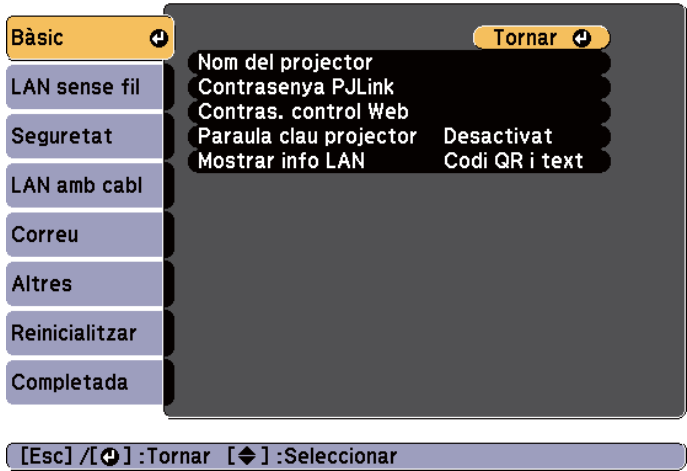 Bàsic
LAN sense fil
Seguretat
LAN amb cabl
Correu
Altres
Reinicialitzar
Completada
Tornar
Nom del projector
Contrasenya PJLink
Contras. control Web
Paraula clau projector Desactivat
Mostrar info LAN Codi QR i text
[Esc] /[⏎] :Tornar [◆] :Seleccionar